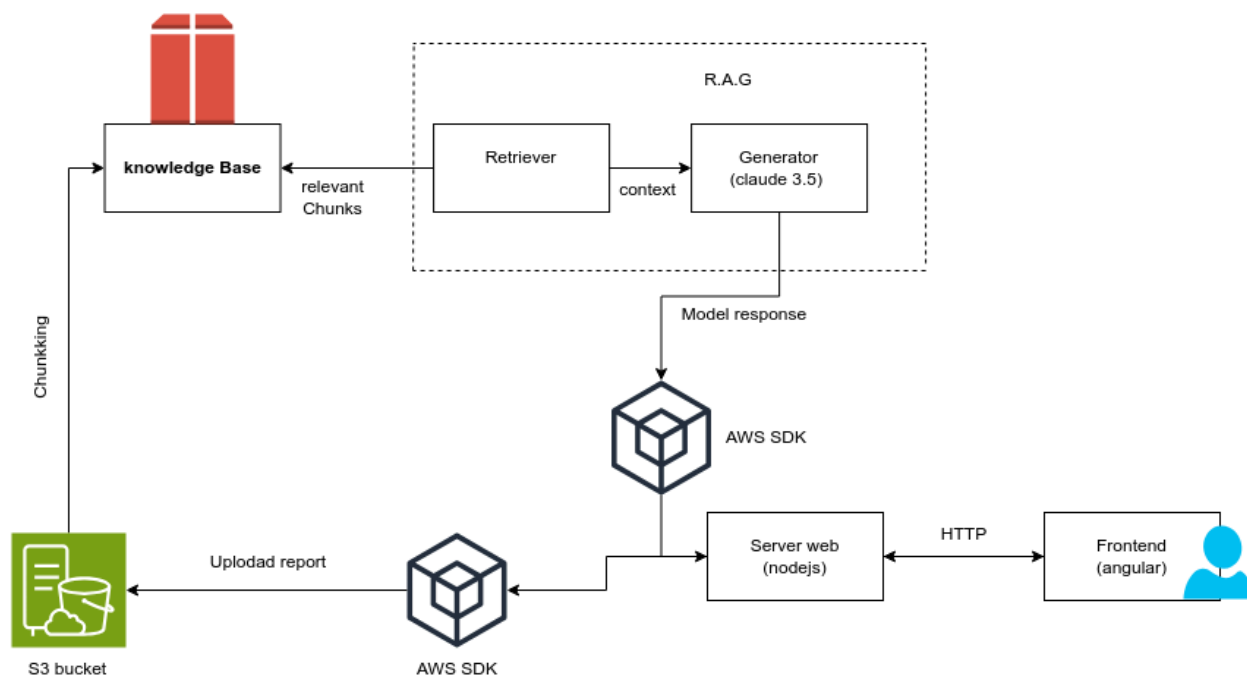 R.A.G
knowledge Base
Retriever
Generator
(claude 3.5)
relevant
Chunks
context
Model response
Chunkking
AWS SDK
Server web
(nodejs)
HTTP
Frontend
(angular)
Uplodad report
S3 bucket
AWS SDK